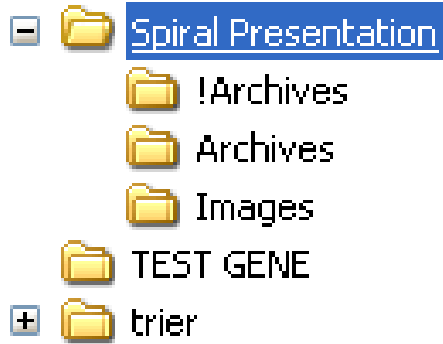 Spiral Presentation
!Archives
Archives
Images
TEST GENE
trier